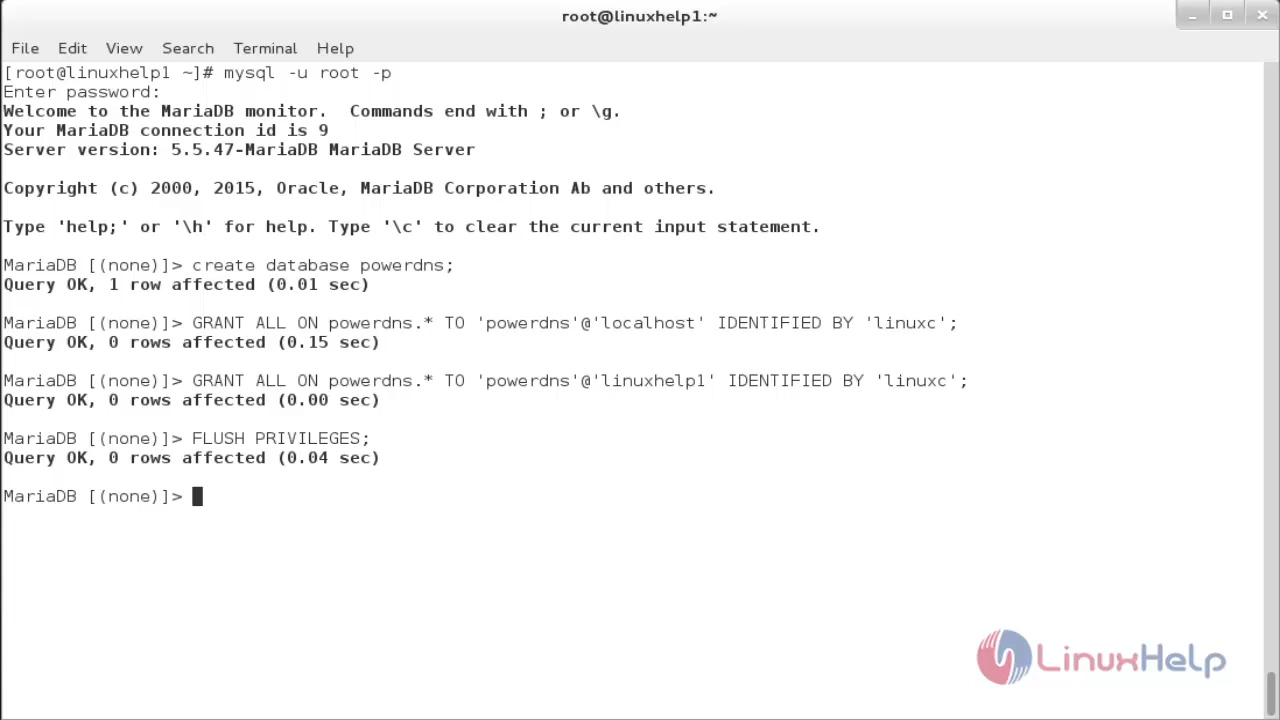 root@linuxhelp1:~
File Edit View Search Terminal Help
[root@linuxhelp1 ~]# mysql -u root -p
Enter password:
Welcome to the MariaDB monitor.  Commands end with ; or \g.
Your MariaDB connection id is 9
Server version: 5.5.47-MariaDB MariaDB Server
Copyright (c) 2000, 2015, Oracle, MariaDB Corporation Ab and others.
Type 'help;' or '\h' for help. Type '\c' to clear the current input statement.
MariaDB [(none)]> create database powerdns;
Query OK, 1 row affected (0.01 sec)
MariaDB [(none)]> GRANT ALL ON powerdns.* TO 'powerdns'@'localhost' IDENTIFIED BY 'linuxc';
Query OK, 0 rows affected (0.15 sec)
MariaDB [(none)]> GRANT ALL ON powerdns.* TO 'powerdns'@'linuxhelp1' IDENTIFIED BY 'linuxc';
Query OK, 0 rows affected (0.00 sec)
MariaDB [(none)]> FLUSH PRIVILEGES;
Query OK, 0 rows affected (0.04 sec)
MariaDB [(none)]>
LinuxHelp